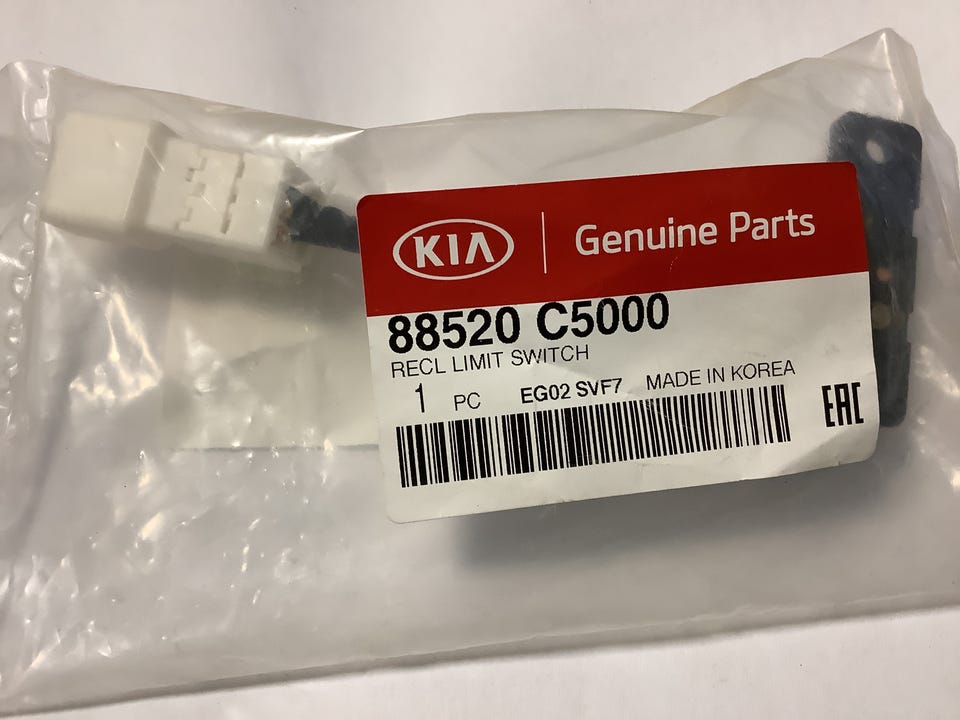 KIA Genuine Parts
88520 C5000
RECL LIMIT SWITCH
1 PC EG02 SVF7 MADE IN KOREA
EAC